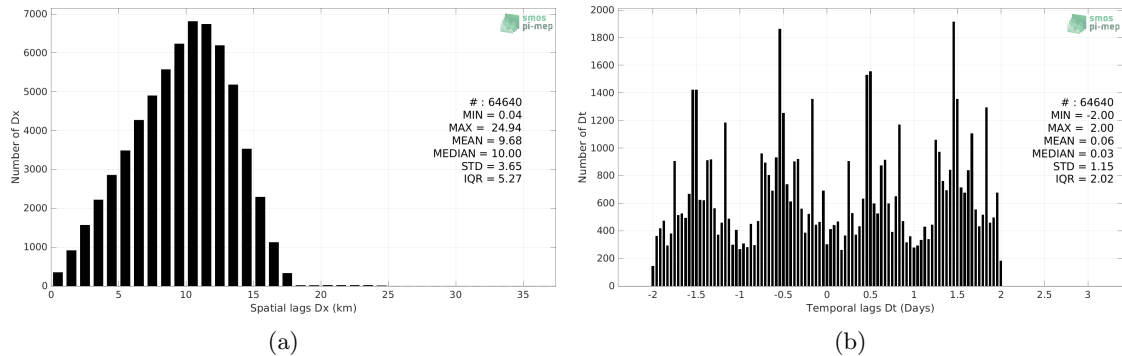 7000
6000
5000
4000
3000
2000
1000
0
Number of Dx
0 5 10 15 20 25 30 35
Spatial lags Dx (km)
smos
pi-mep
# : 64640
MIN = 0.04
MAX = 24.94
MEAN = 9.68
MEDIAN = 10.00
STD = 3.65
IQR = 5.27
(a)
2000
1800
1600
1400
1200
1000
800
600
400
200
0
Number of Dt
-2 -1.5 -1 -0.5 0 0.5 1 1.5 2 2.5 3
Temporal lags Dt (Days)
smos
pi-mep
# : 64640
MIN = -2.00
MAX = 2.00
MEAN = 0.06
MEDIAN = 0.03
STD = 1.15
IQR = 2.02
(b)